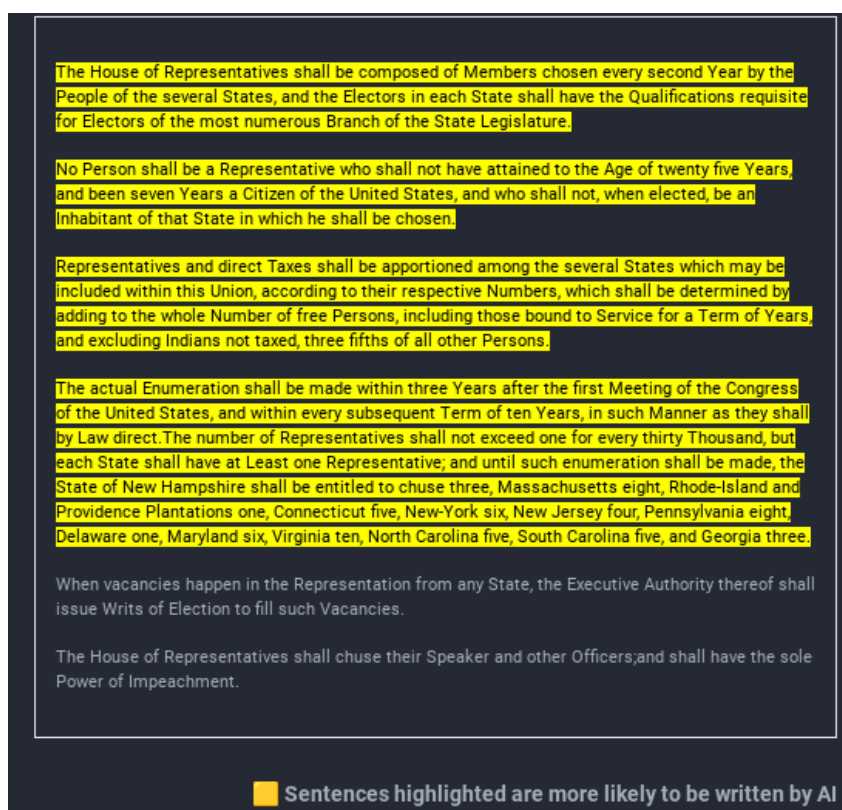 The House of Representatives shall be composed of Members chosen every second Year by the
People of the several States, and the Electors in each State shall have the Qualifications requisite
for Electors of the most numerous Branch of the State Legislature.
No Person shall be a Representative who shall not have attained to the Age of twenty five Years,
and been seven Years a Citizen of the United States, and who shall not, when elected, be an
Inhabitant of that State in which he shall be chosen.
Representatives and direct Taxes shall be apportioned among the several States which may be
included within this Union, according to their respective Numbers, which shall be determined by
adding to the whole Number of free Persons, including those bound to Service for a Term of Years,
and excluding Indians not taxed, three fifths of all other Persons.
The actual Enumeration shall be made within three Years after the first Meeting of the Congress
of the United States, and within every subsequent Term of ten Years, in such Manner as they shall
by Law direct.The number of Representatives shall not exceed one for every thirty Thousand, but
each State shall have at Least one Representative; and until such enumeration shall be made, the
State of New Hampshire shall be entitled to chuse three, Massachusetts eight, Rhode-Island and
Providence Plantations one, Connecticut five, New-York six, New Jersey four, Pennsylvania eight,
Delaware one, Maryland six, Virginia ten, North Carolina five, South Carolina five, and Georgia three.
When vacancies happen in the Representation from any State, the Executive Authority thereof shall
issue Writs of Election to fill such Vacancies.
The House of Representatives shall chuse their Speaker and other Officers;and shall have the sole
Power of Impeachment.
Sentences highlighted are more likely to be written by AI